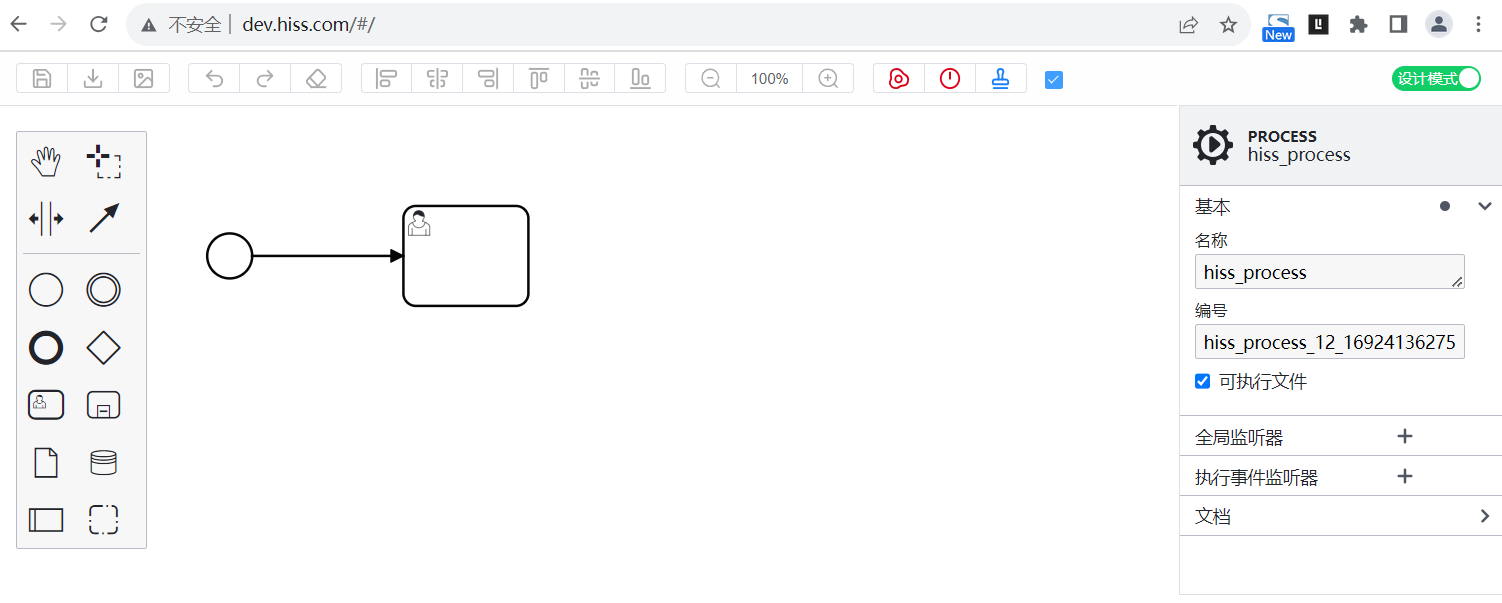 不安全 dev.hiss.com/#/
New
100%
设计模式
PROCESS
hiss_process
基本
名称
hiss_process
编号
hiss_process_12_16924136275
可执行文件
全局监听器
执行事件监听器
文档